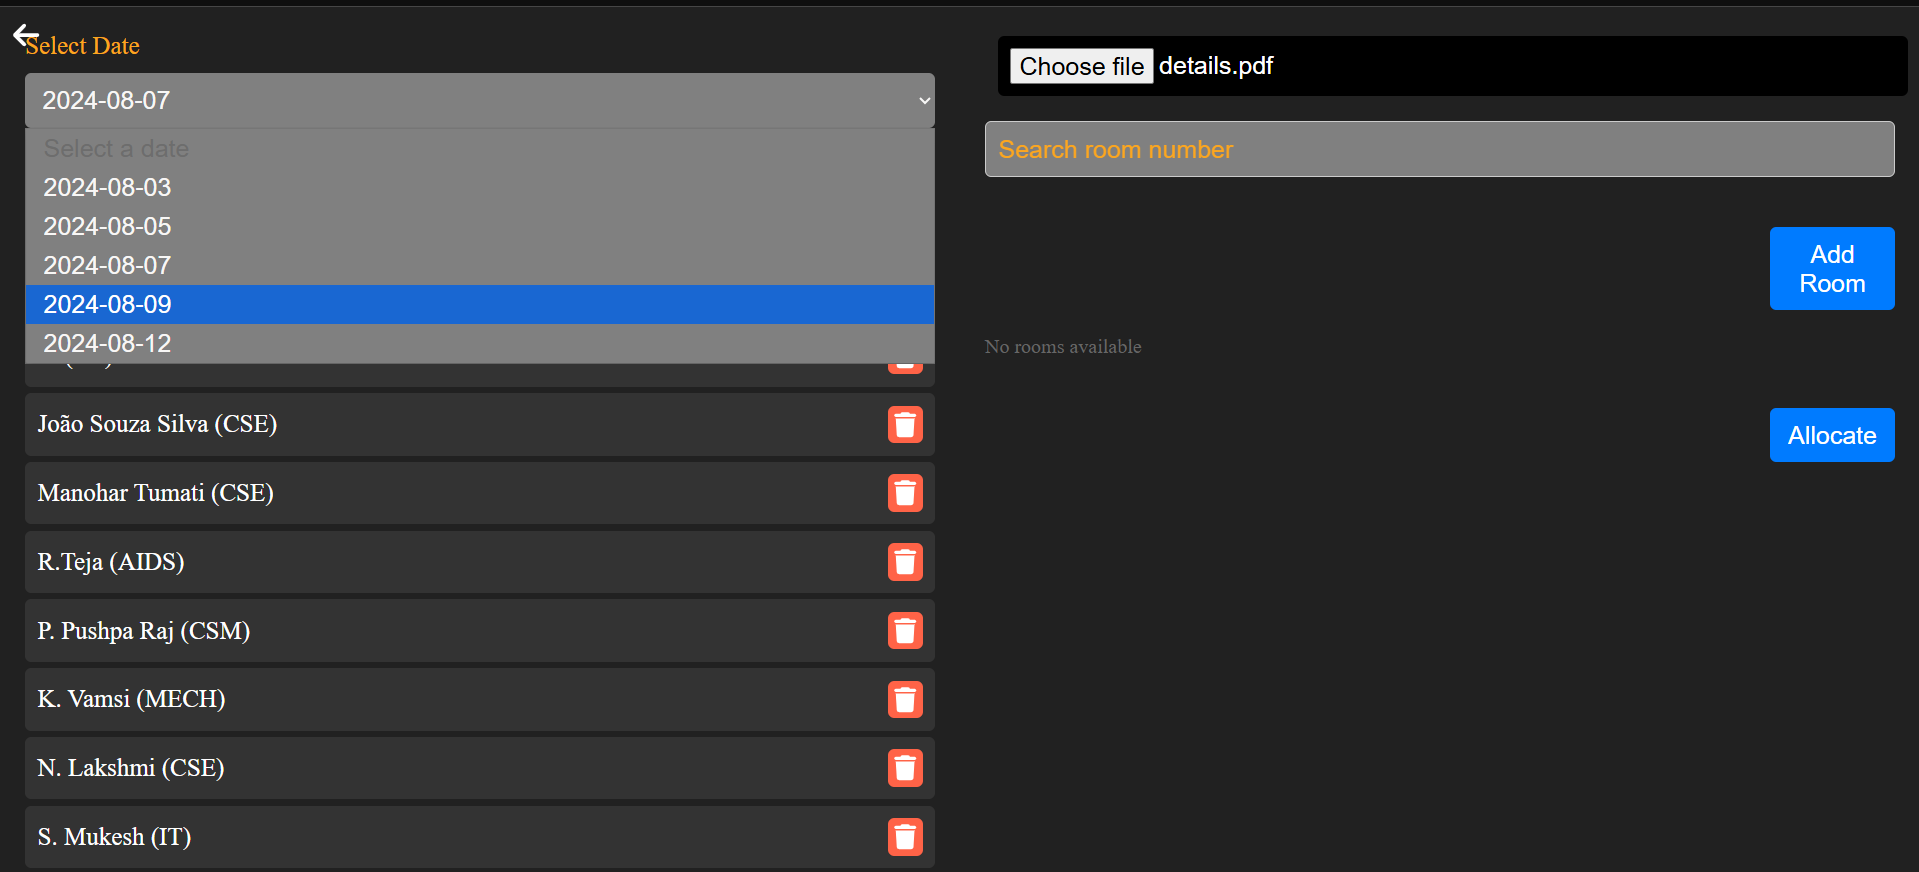 Select Date
2024-08-07
Select a date
2024-08-03
2024-08-05
2024-08-07
2024-08-09
2024-08-12
João Souza Silva (CSE)
Manohar Tumati (CSE)
R.Teja (AIDS)
P. Pushpa Raj (CSM)
K. Vamsi (MECH)
N. Lakshmi (CSE)
S. Mukesh (IT)
Choose file details.pdf
Search room number
Add
Room
No rooms available
Allocate